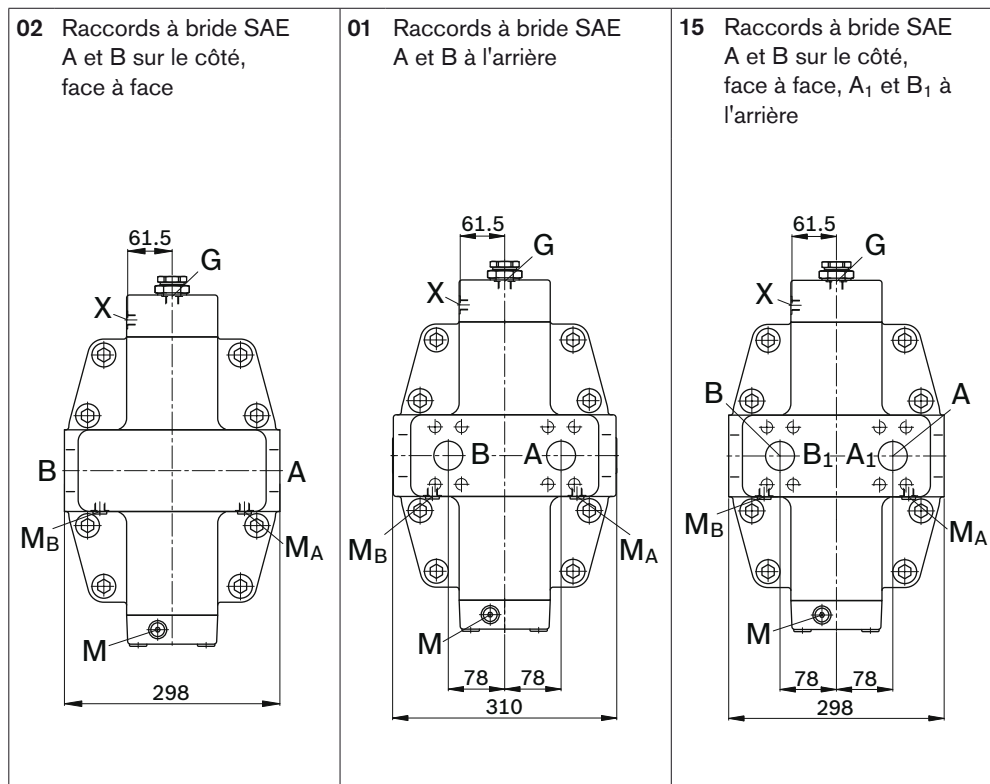 02 Raccords à bride SAE
A et B sur le côté,
face à face
61.5
G
X
B
A
MB
MA
M
298
01 Raccords à bride SAE
A et B à l'arrière
61.5
G
X
B
A
MB
MA
M
78
78
310
15 Raccords à bride SAE
A et B sur le côté,
face à face, A1 et B1 à
l'arrière
61.5
G
X
B
A
B1
A1
MB
MA
M
78
78
298